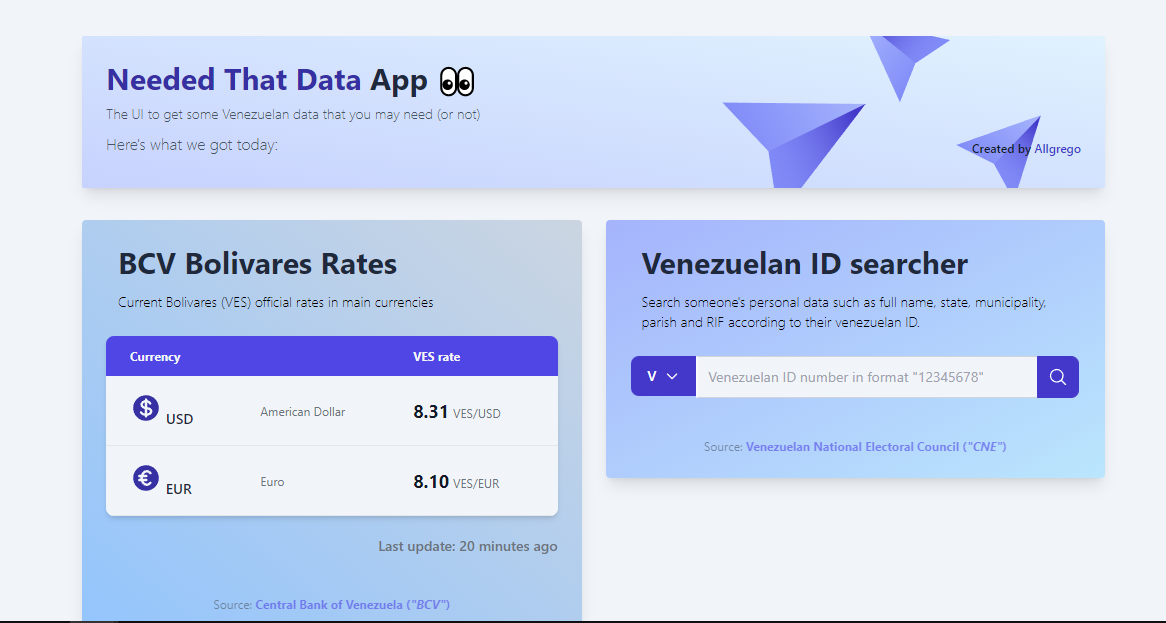 Needed That Data App 👀
The UI to get some Venezuelan data that you may need (or not)
Here's what we got today:
Created by Allgrego
BCV Bolivares Rates
Current Bolivares (VES) official rates in main currencies
Currency VES rate
$ USD American Dollar 8.31 VES/USD
€ EUR Euro 8.10 VES/EUR
Last update: 20 minutes ago
Source: Central Bank of Venezuela ("BCV")
Venezuelan ID searcher
Search someone's personal data such as full name, state, municipality,
parish and RIF according to their venezuelan ID.
V Venezuelan ID number in format "12345678"
Source: Venezuelan National Electoral Council ("CNE")